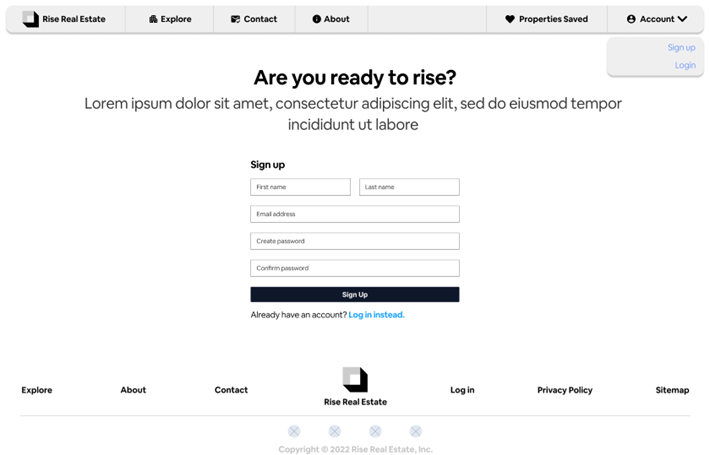 Rise Real Estate
Explore
Contact
About
Properties Saved
Account
Sign up
Login
Are you ready to rise?
Lorem ipsum dolor sit amet, consectetur adipiscing elit, sed do eiusmod tempor
incididunt ut labore
Sign up
First name
Last name
Email address
Create password
Confirm password
Sign Up
Already have an account? Log in instead.
Explore
About
Contact
Rise Real Estate
Log in
Privacy Policy
Sitemap
Copyright © 2022 Rise Real Estate, Inc.